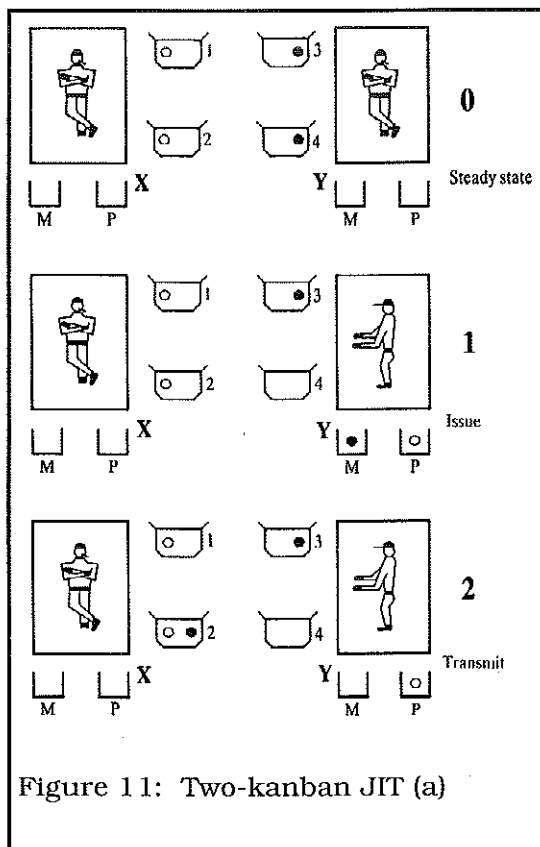 1 3
0
2 4
X Y Steady state
M P M P
1 3
1
2 4
X Y Issue
M P M P
1 3
2
2 4
X Y Transmit
M P M P
Figure 11: Two-kanban JIT (a)